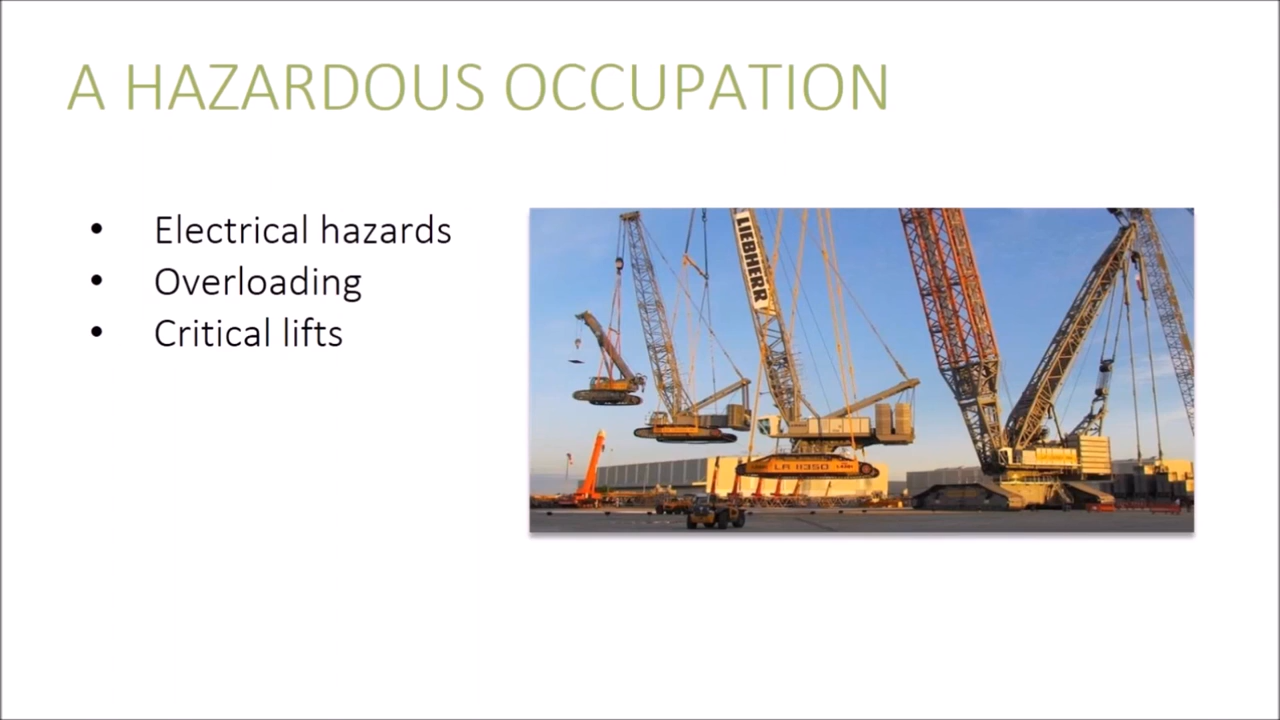 A HAZARDOUS OCCUPATION
• Electrical hazards
• Overloading
• Critical lifts
LIEBHERR
LR 11350